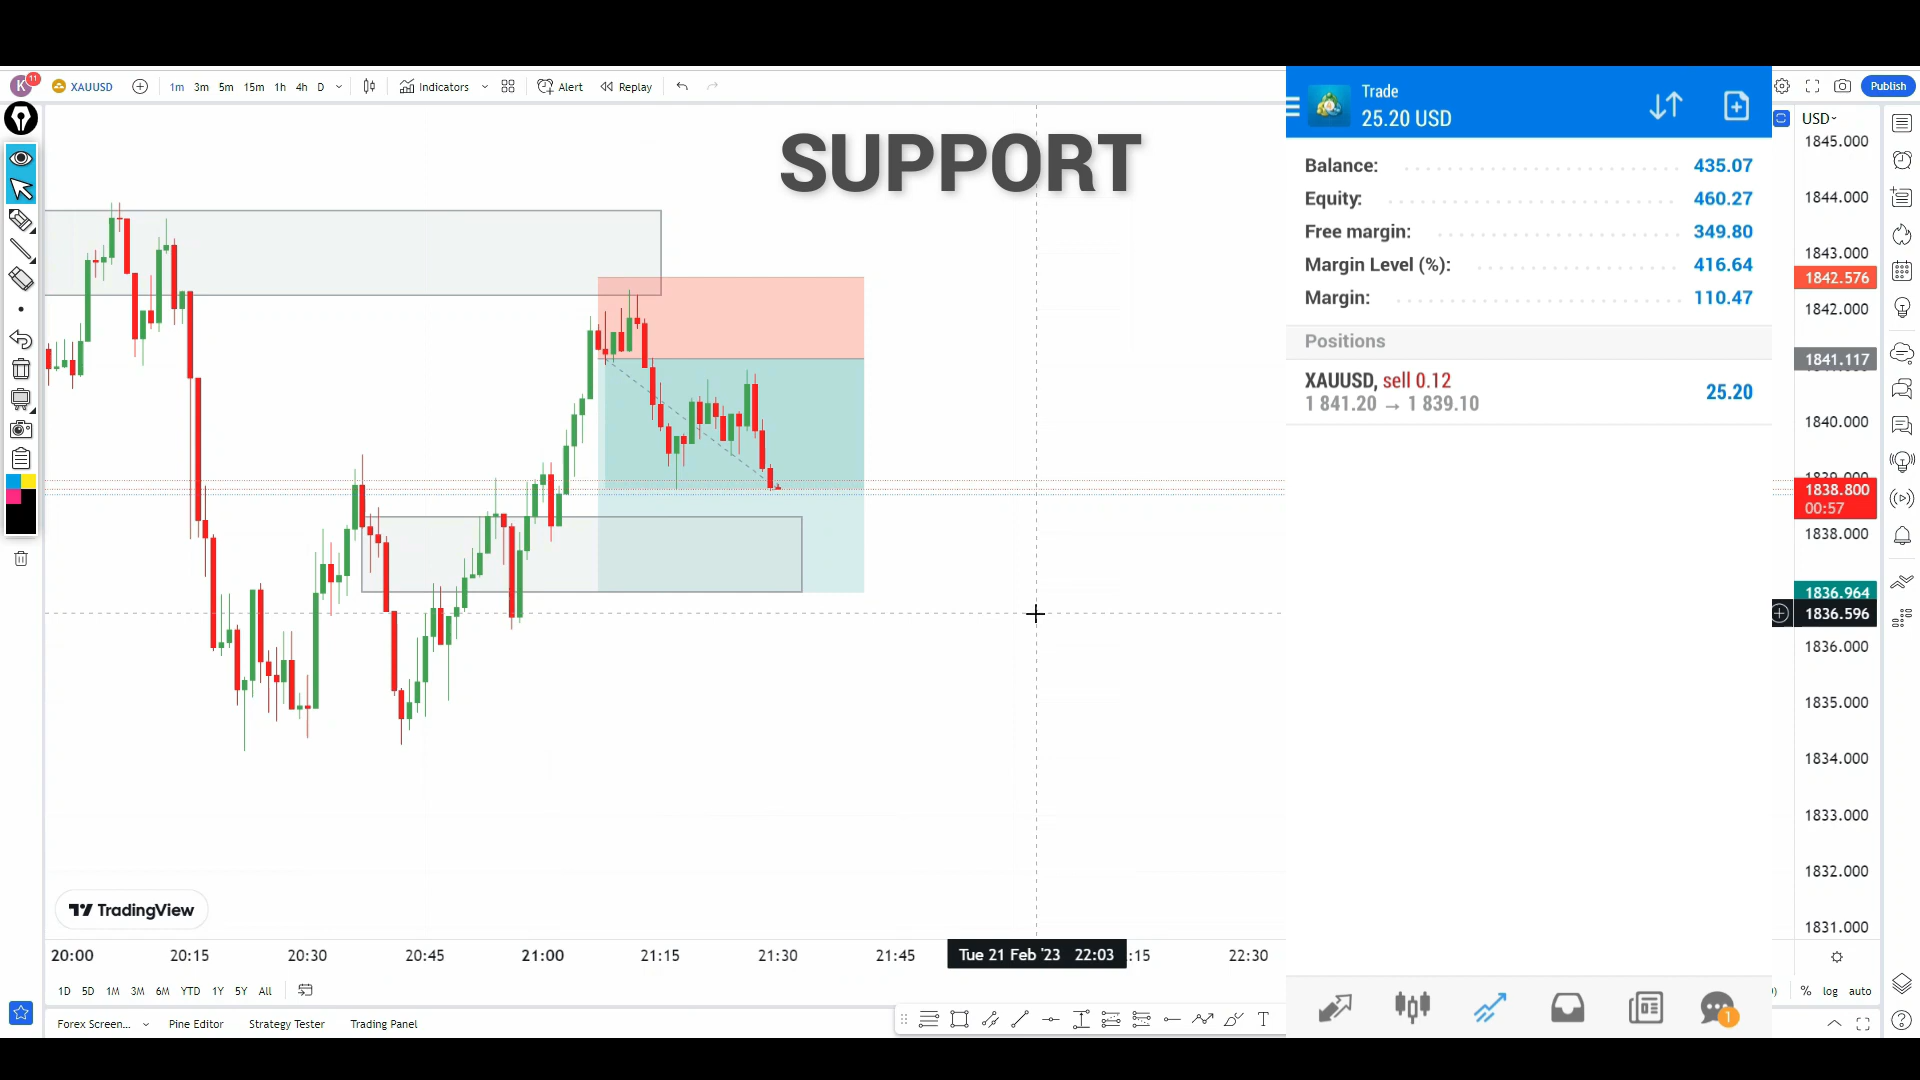 K 11 XAUUSD 1m 3m 5m 15m 1h 4h D Indicators Alert Replay Publish
Trade
25.20 USD
USD
SUPPORT
Balance: 435.07
Equity: 460.27
Free margin: 349.80
Margin Level (%): 416.64
Margin: 110.47
Positions
XAUUSD, sell 0.12
1 841.20 → 1 839.10
25.20
1845.000
1844.000
1843.000
1842.576
1842.000
1841.117
1840.000
1839.000
1838.800
00:57
1838.000
1836.964
1836.596
1836.000
1835.000
1834.000
1833.000
1832.000
1831.000
TradingView
20:00 20:15 20:30 20:45 21:00 21:15 21:30 21:45 Tue 21 Feb '23 22:03 :15 22:30
1D 5D 1M 3M 6M YTD 1Y 5Y All ) % log auto
Forex Screen... Pine Editor Strategy Tester Trading Panel T 1